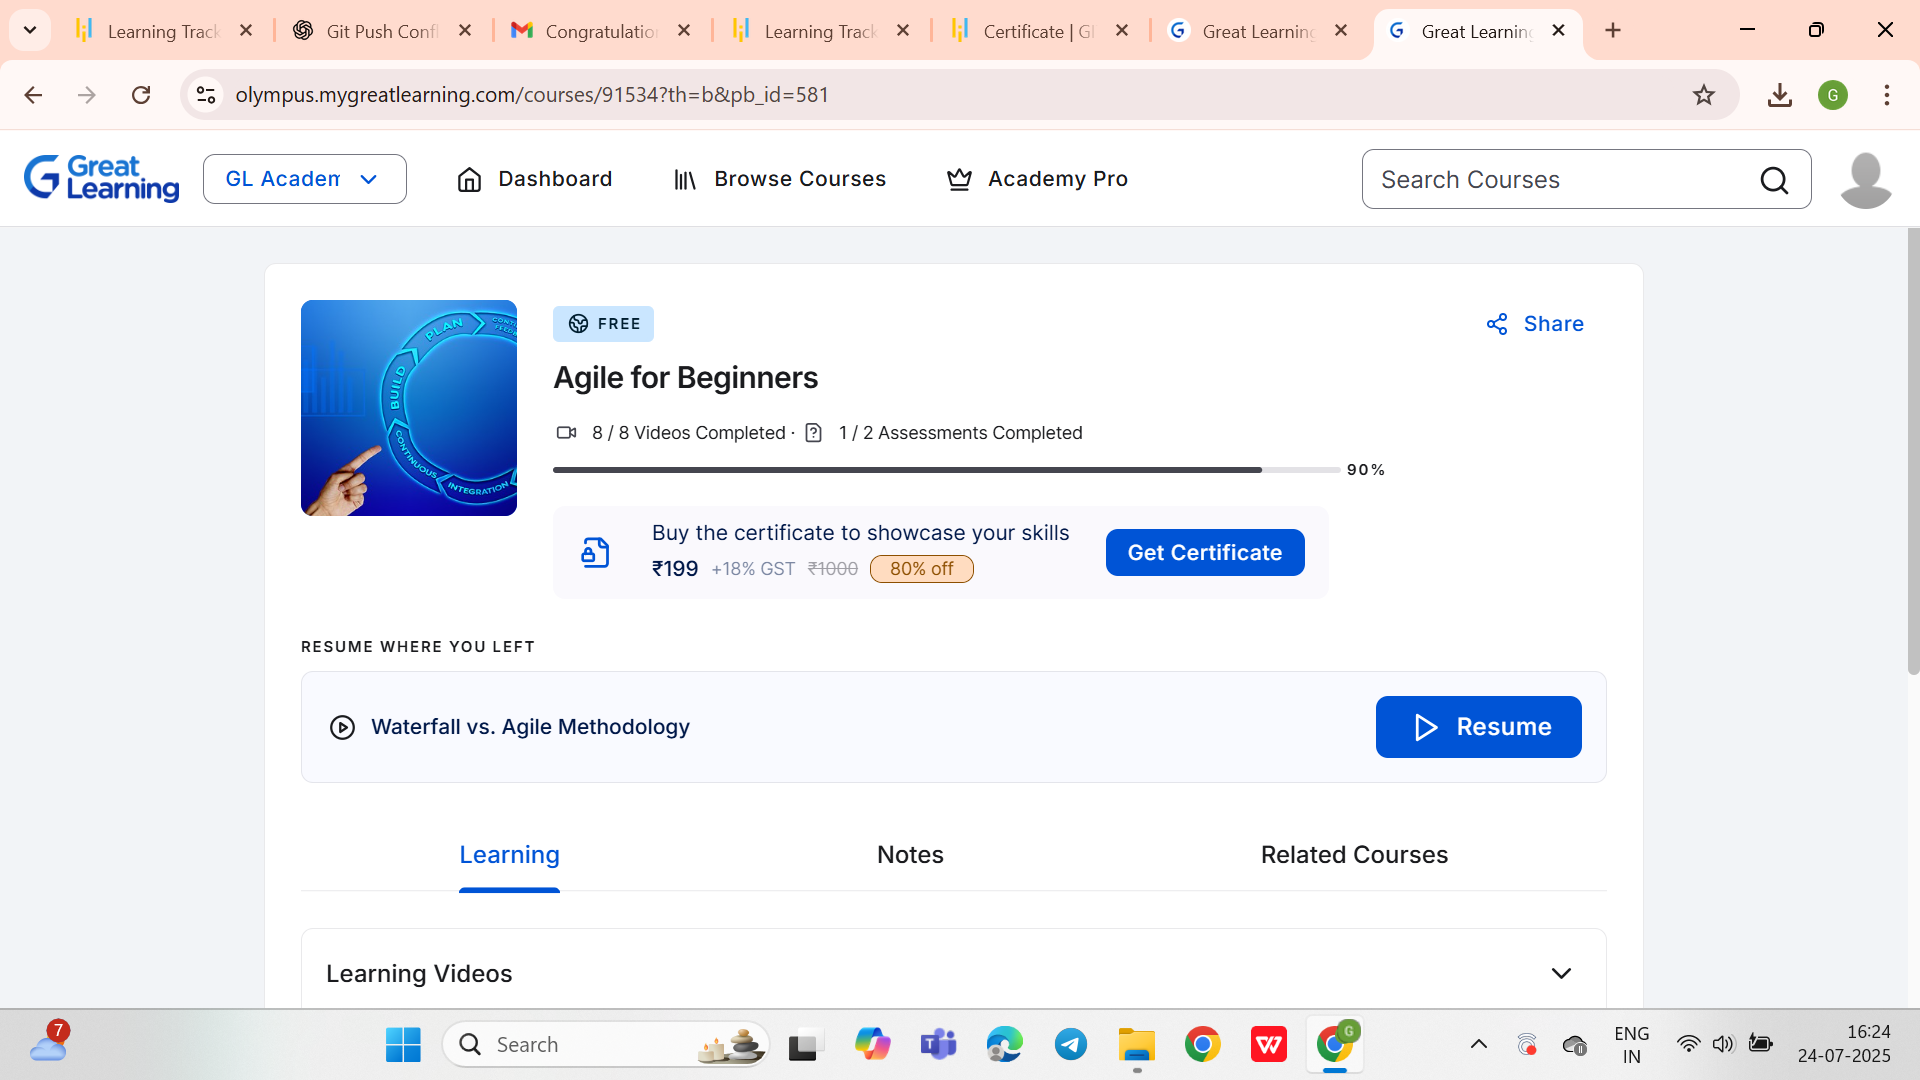 Learning Track
Git Push Confl
Congratulation
Learning Track
Certificate | Gl
Great Learning
Great Learning
olympus.mygreatlearning.com/courses/91534?th=b&pb_id=581
G
Great
Learning
GL Academ
Dashboard
Browse Courses
Academy Pro
Search Courses
PLAN
BUILD
CONTINUOUS
INTEGRATION
FREE
Share
Agile for Beginners
8 / 8 Videos Completed · 1 / 2 Assessments Completed
90%
Buy the certificate to showcase your skills
₹199 +18% GST ₹1000 80% off
Get Certificate
RESUME WHERE YOU LEFT
Waterfall vs. Agile Methodology
Resume
Learning
Notes
Related Courses
Learning Videos
7
Search
G
ENG
IN
16:24
24-07-2025